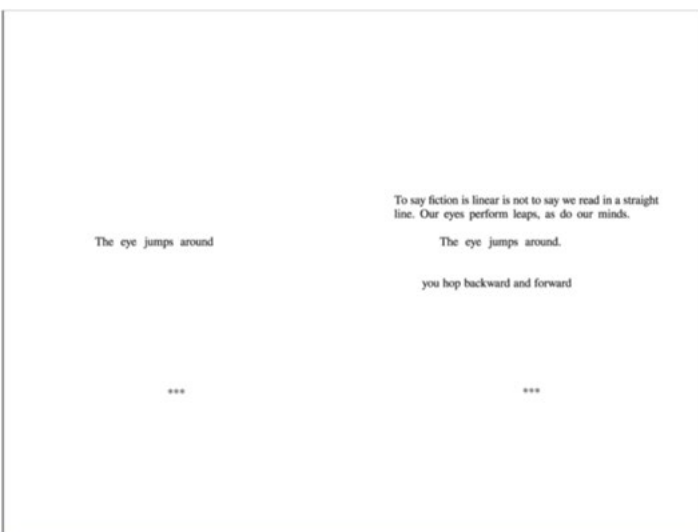 The eye jumps around
***
To say fiction is linear is not to say we read in a straight
line. Our eyes perform leaps, as do our minds.
The eye jumps around.
you hop backward and forward
***